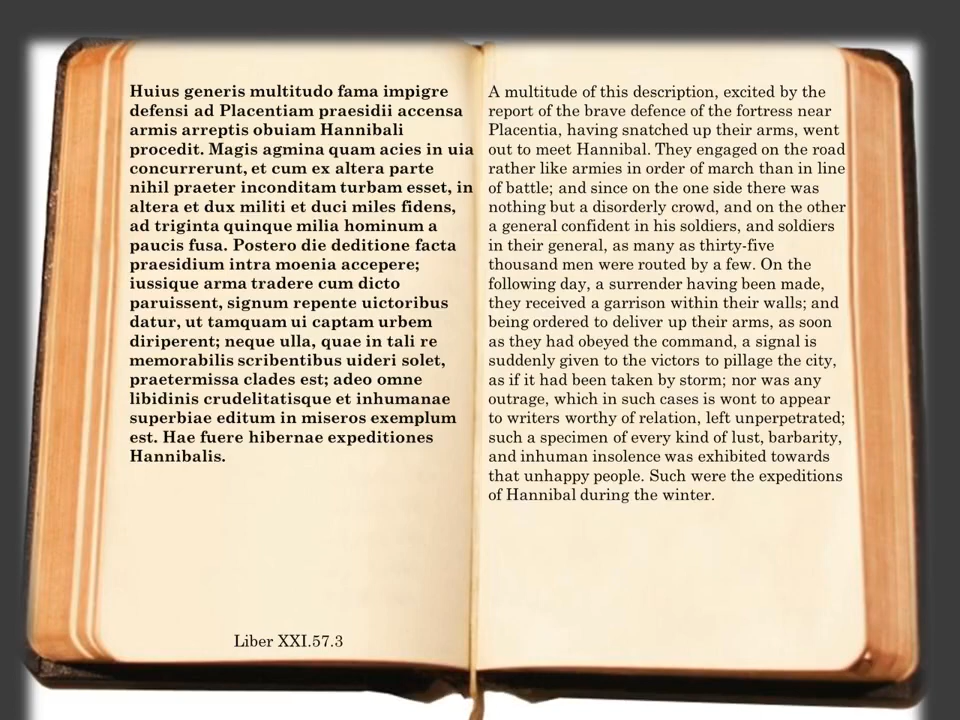 Huius generis multitudo fama impigre
defensi ad Placentiam praesidii accensa
armis arreptis obuiam Hannibali
procedit. Magis agmina quam acies in uia
concurrerunt, et cum ex altera parte
nihil praeter inconditam turbam esset, in
altera et dux militi et duci miles fidens,
ad triginta quinque milia hominum a
paucis fusa. Postero die deditione facta
praesidium intra moenia accepere;
iussique arma tradere cum dicto
paruissent, signum repente uictoribus
datur, ut tamquam ui captam urbem
diriperent; neque ulla, quae in tali re
memorabilis scribentibus uideri solet,
praetermissa clades est; adeo omne
libidinis crudelitatisque et inhumanae
superbiae editum in miseros exemplum
est. Hae fuere hibernae expeditiones
Hannibalis.
Liber XXI.57.3
A multitude of this description, excited by the
report of the brave defence of the fortress near
Placentia, having snatched up their arms, went
out to meet Hannibal. They engaged on the road
rather like armies in order of march than in line
of battle; and since on the one side there was
nothing but a disorderly crowd, and on the other
a general confident in his soldiers, and soldiers
in their general, as many as thirty-five
thousand men were routed by a few. On the
following day, a surrender having been made,
they received a garrison within their walls; and
being ordered to deliver up their arms, as soon
as they had obeyed the command, a signal is
suddenly given to the victors to pillage the city,
as if it had been taken by storm; nor was any
outrage, which in such cases is wont to appear
to writers worthy of relation, left unperpetrated;
such a specimen of every kind of lust, barbarity,
and inhuman insolence was exhibited towards
that unhappy people. Such were the expeditions
of Hannibal during the winter.